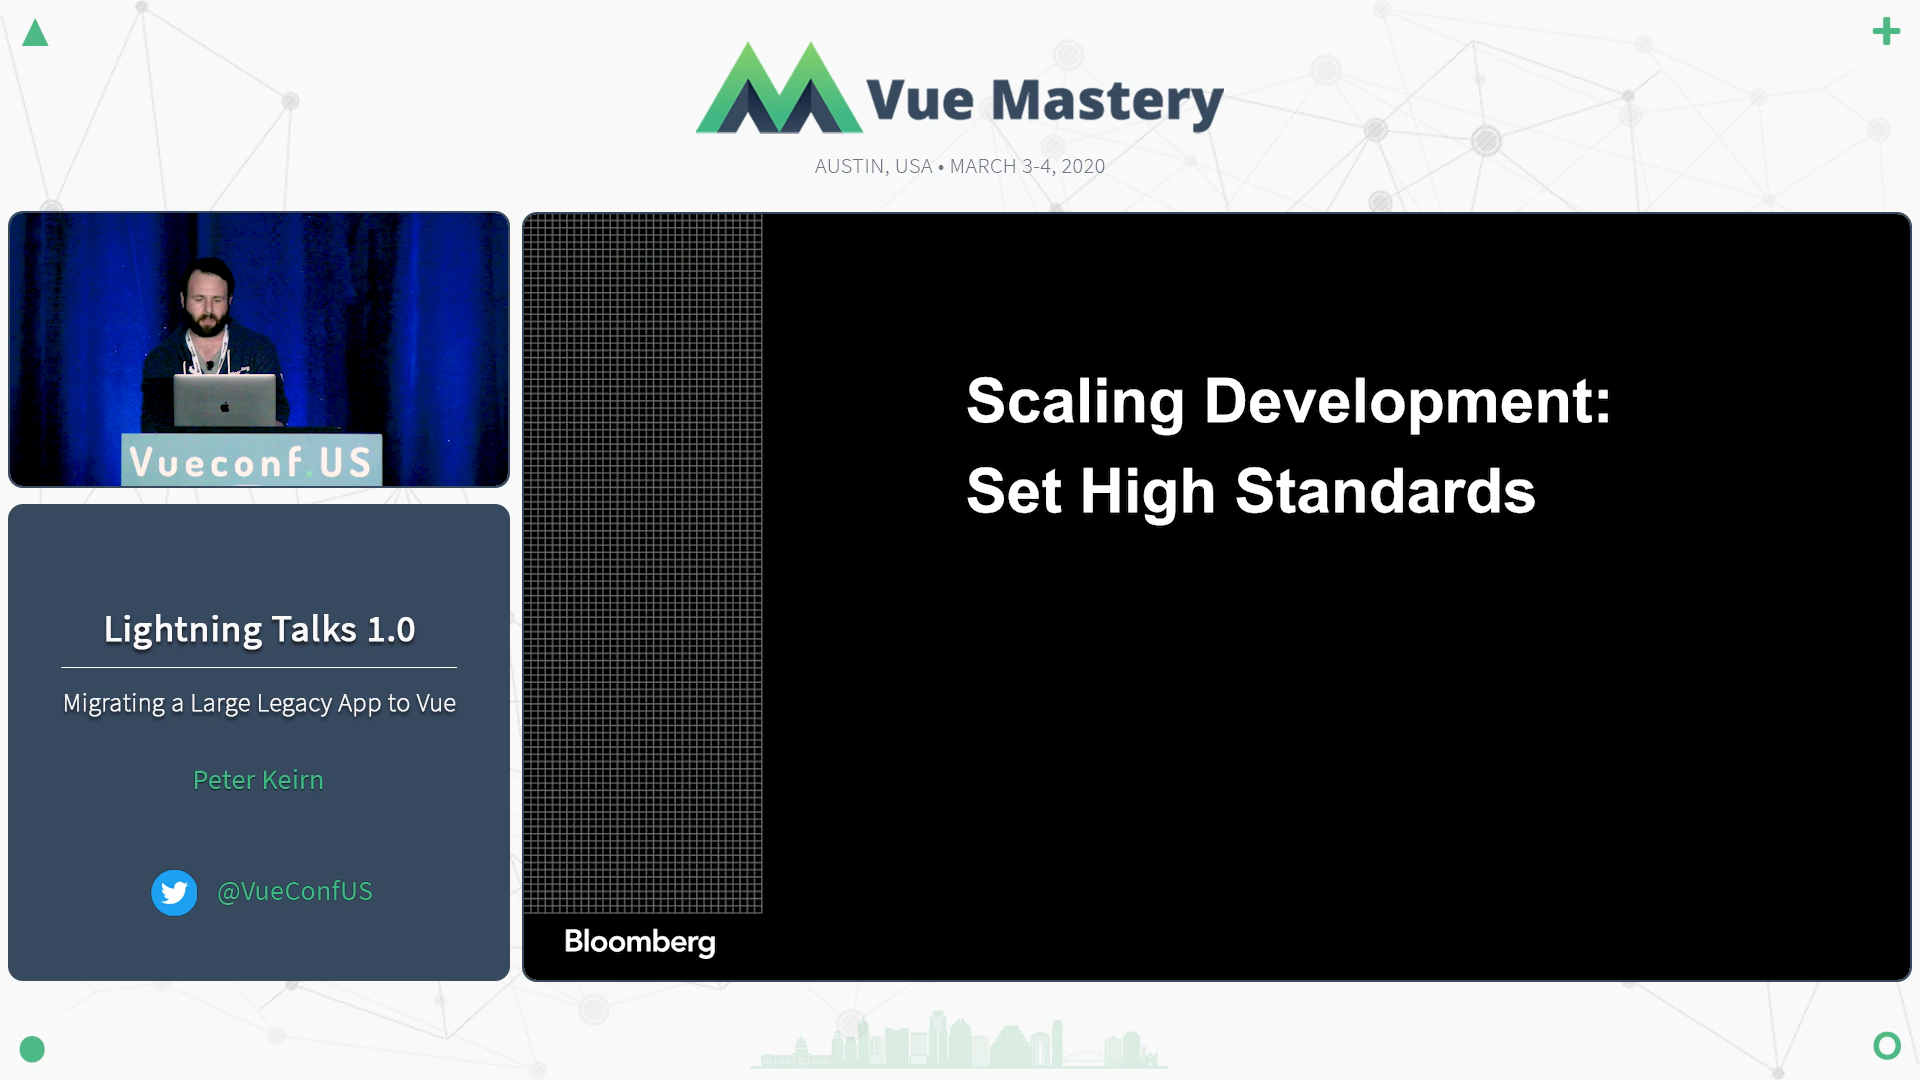 Vue Mastery
AUSTIN, USA • MARCH 3-4, 2020
Vueconf.US
Lightning Talks 1.0
Migrating a Large Legacy App to Vue
Peter Keirn
@VueConfUS
Scaling Development:
Set High Standards
Bloomberg